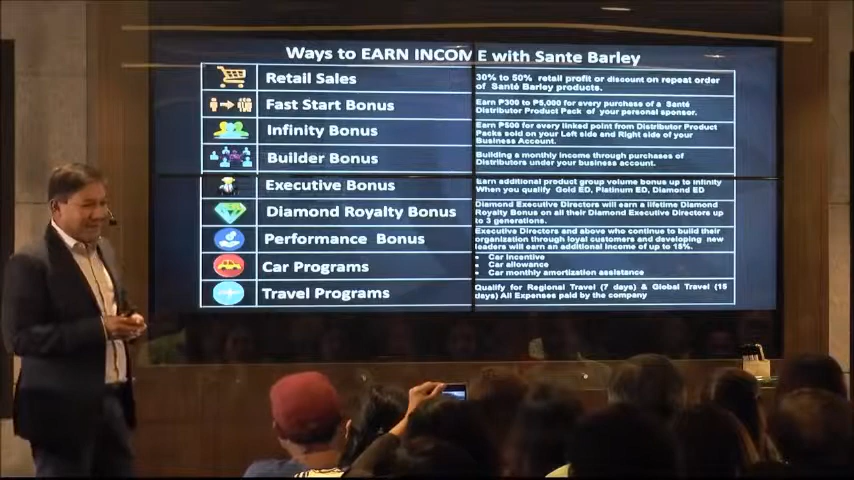 Ways to EARN INCOME with Sante Barley
Retail Sales
30% to 50% retail profit or discount on repeat order
of Santé Barley products.
Fast Start Bonus
Earn P300 to P5,000 for every purchase of a Santé
Distributor Product Pack of your personal sponsor.
Infinity Bonus
Earn P500 for every linked point from Distributor Product
Packs sold on your Left side and Right side of your
Business Account.
Builder Bonus
Building a monthly income through purchases of
Distributors under your business account.
Executive Bonus
Earn additional product group volume bonus up to infinity
When you qualify Gold ED, Platinum ED, Diamond ED
Diamond Royalty Bonus
Diamond Executive Directors will earn a lifetime Diamond
Royalty Bonus on all their Diamond Executive Directors up
to 3 generations.
Performance Bonus
Executive Directors and above who continue to build their
organization through loyal customers and developing new
leaders will earn an additional income of up to 15%.
Car Programs
• Car incentive
• Car allowance
• Car monthly amortization assistance
Travel Programs
Qualify for Regional Travel (7 days) & Global Travel (15
days) All Expenses paid by the company